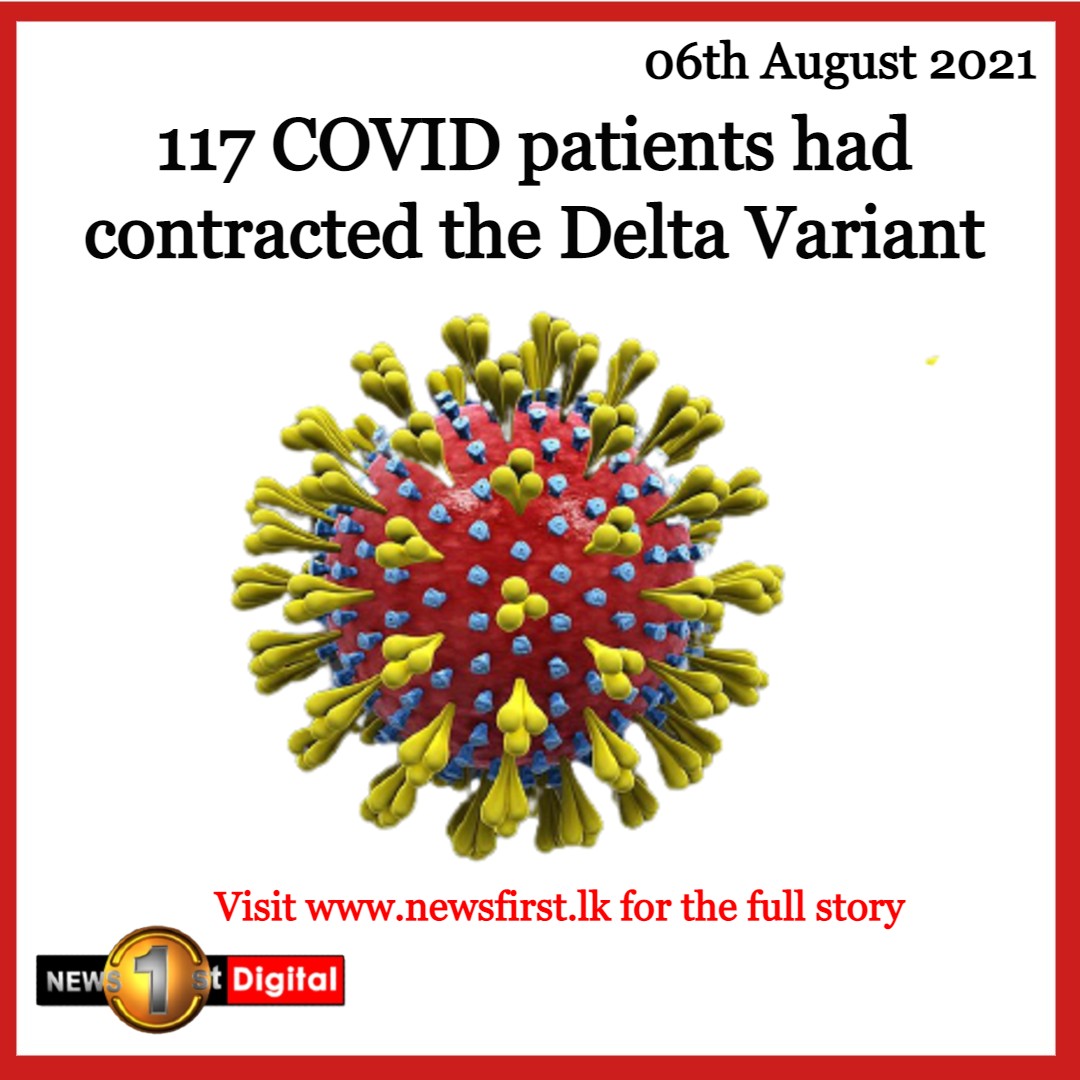 06th August 2021
117 COVID patients had
contracted the Delta Variant
Visit www.newsfirst.lk for the full story
NEWS 1st Digital